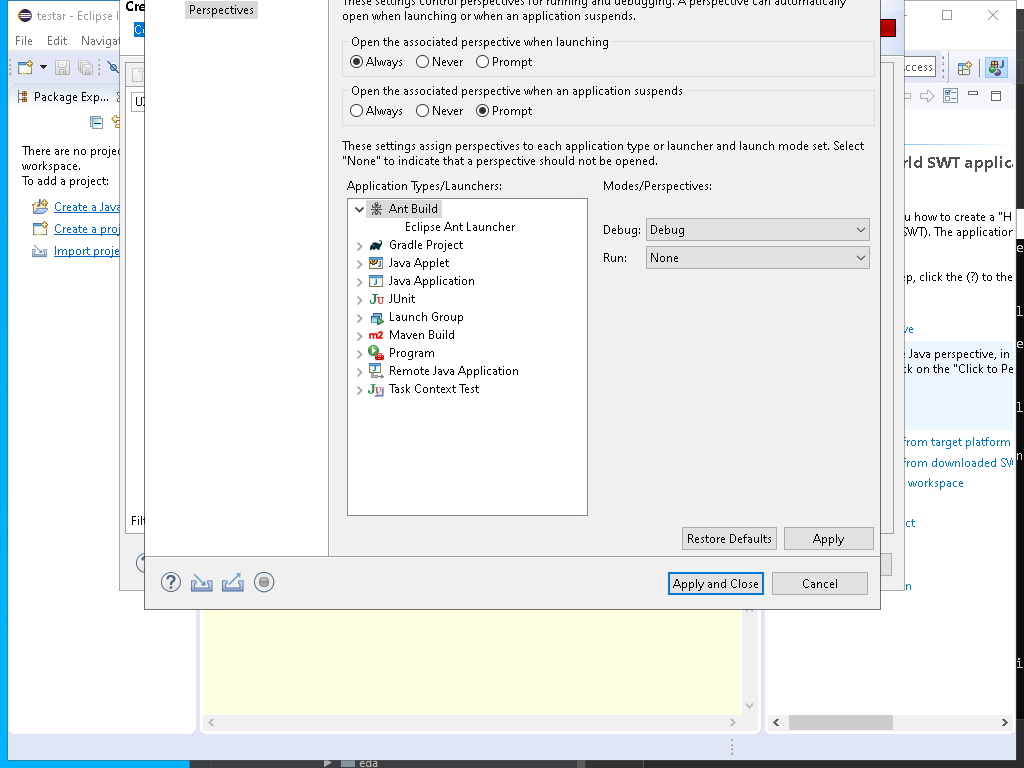 testar - Eclipse
File Edit Navigat
Package Exp...
There are no proje
workspace.
To add a project:
Create a Java
Create a proj
Import proje
Cre
Filt
Perspectives
These settings control perspectives for running and debugging. A perspective can automatically
open when launching or when an application suspends.
Open the associated perspective when launching
Always Never Prompt
Open the associated perspective when an application suspends
Always Never Prompt
These settings assign perspectives to each application type or launcher and launch mode set. Select
"None" to indicate that a perspective should not be opened.
Application Types/Launchers:
Modes/Perspectives:
Ant Build
Eclipse Ant Launcher
Gradle Project
Java Applet
Java Application
JUnit
Launch Group
Maven Build
Program
Remote Java Application
Task Context Test
Debug: Debug
Run: None
Restore Defaults Apply
Apply and Close Cancel
ccess
rld SWT applic
u how to create a "H
SWT). The application
ep, click the (?) to the
ve
e Java perspective, in
ck on the "Click to Pe
from target platform
from downloaded SW
workspace
ct
n
eda